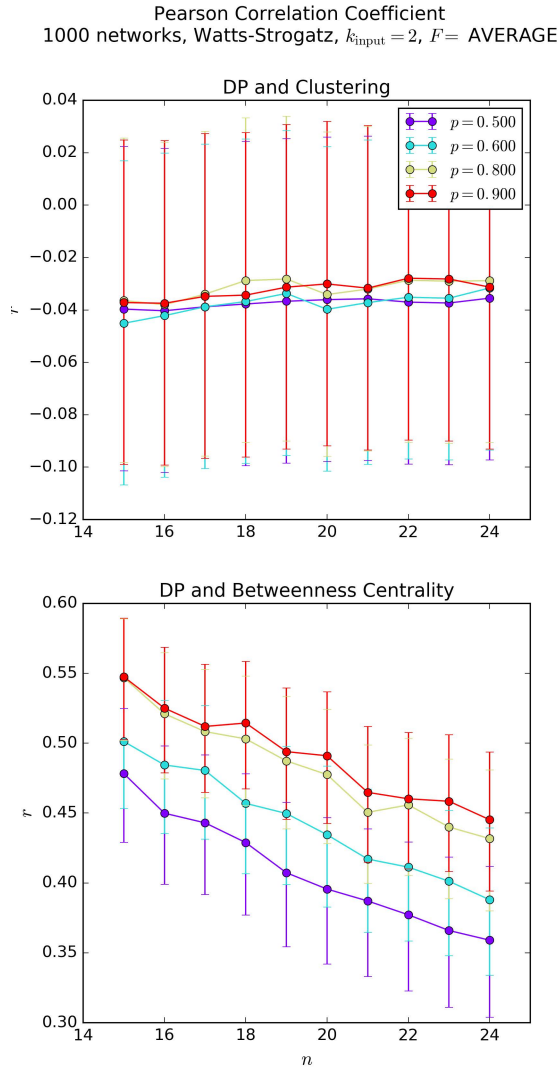 Pearson Correlation Coefficient
1000 networks, Watts-Strogatz, k_input = 2, F = AVERAGE
DP and Clustering
0.04
0.02
0.00
−0.02
−0.04
−0.06
−0.08
−0.10
−0.12
r
p = 0.500
p = 0.600
p = 0.800
p = 0.900
14 16 18 20 22 24
DP and Betweenness Centrality
0.60
0.55
0.50
0.45
0.40
0.35
0.30
r
14 16 18 20 22 24
n